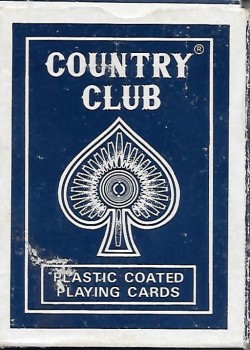 COUNTRY®
CLUB
PLASTIC COATED
PLAYING CARDS